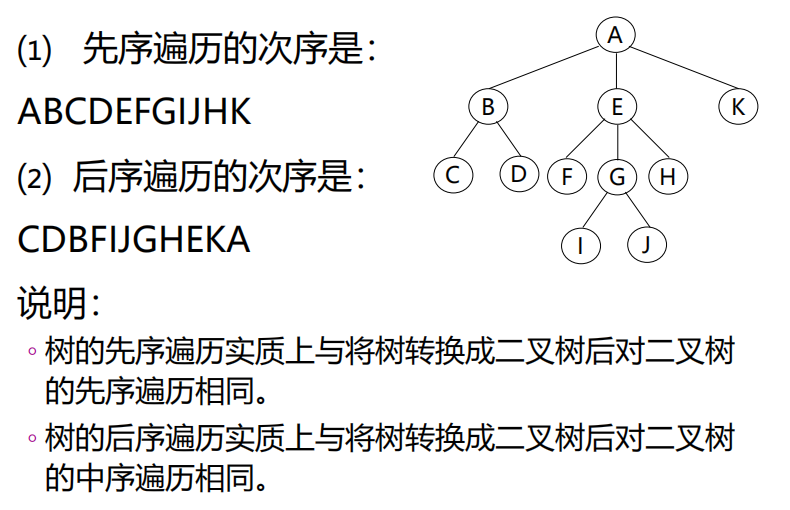 (1) 先序遍历的次序是：
ABCDEFGIJHK
(2) 后序遍历的次序是：
CDBFIJGHEKA
说明：
树的先序遍历实质上与将树转换成二叉树后对二叉树
的先序遍历相同。
树的后序遍历实质上与将树转换成二叉树后对二叉树
的中序遍历相同。
A
B E K
C D F G H
I J